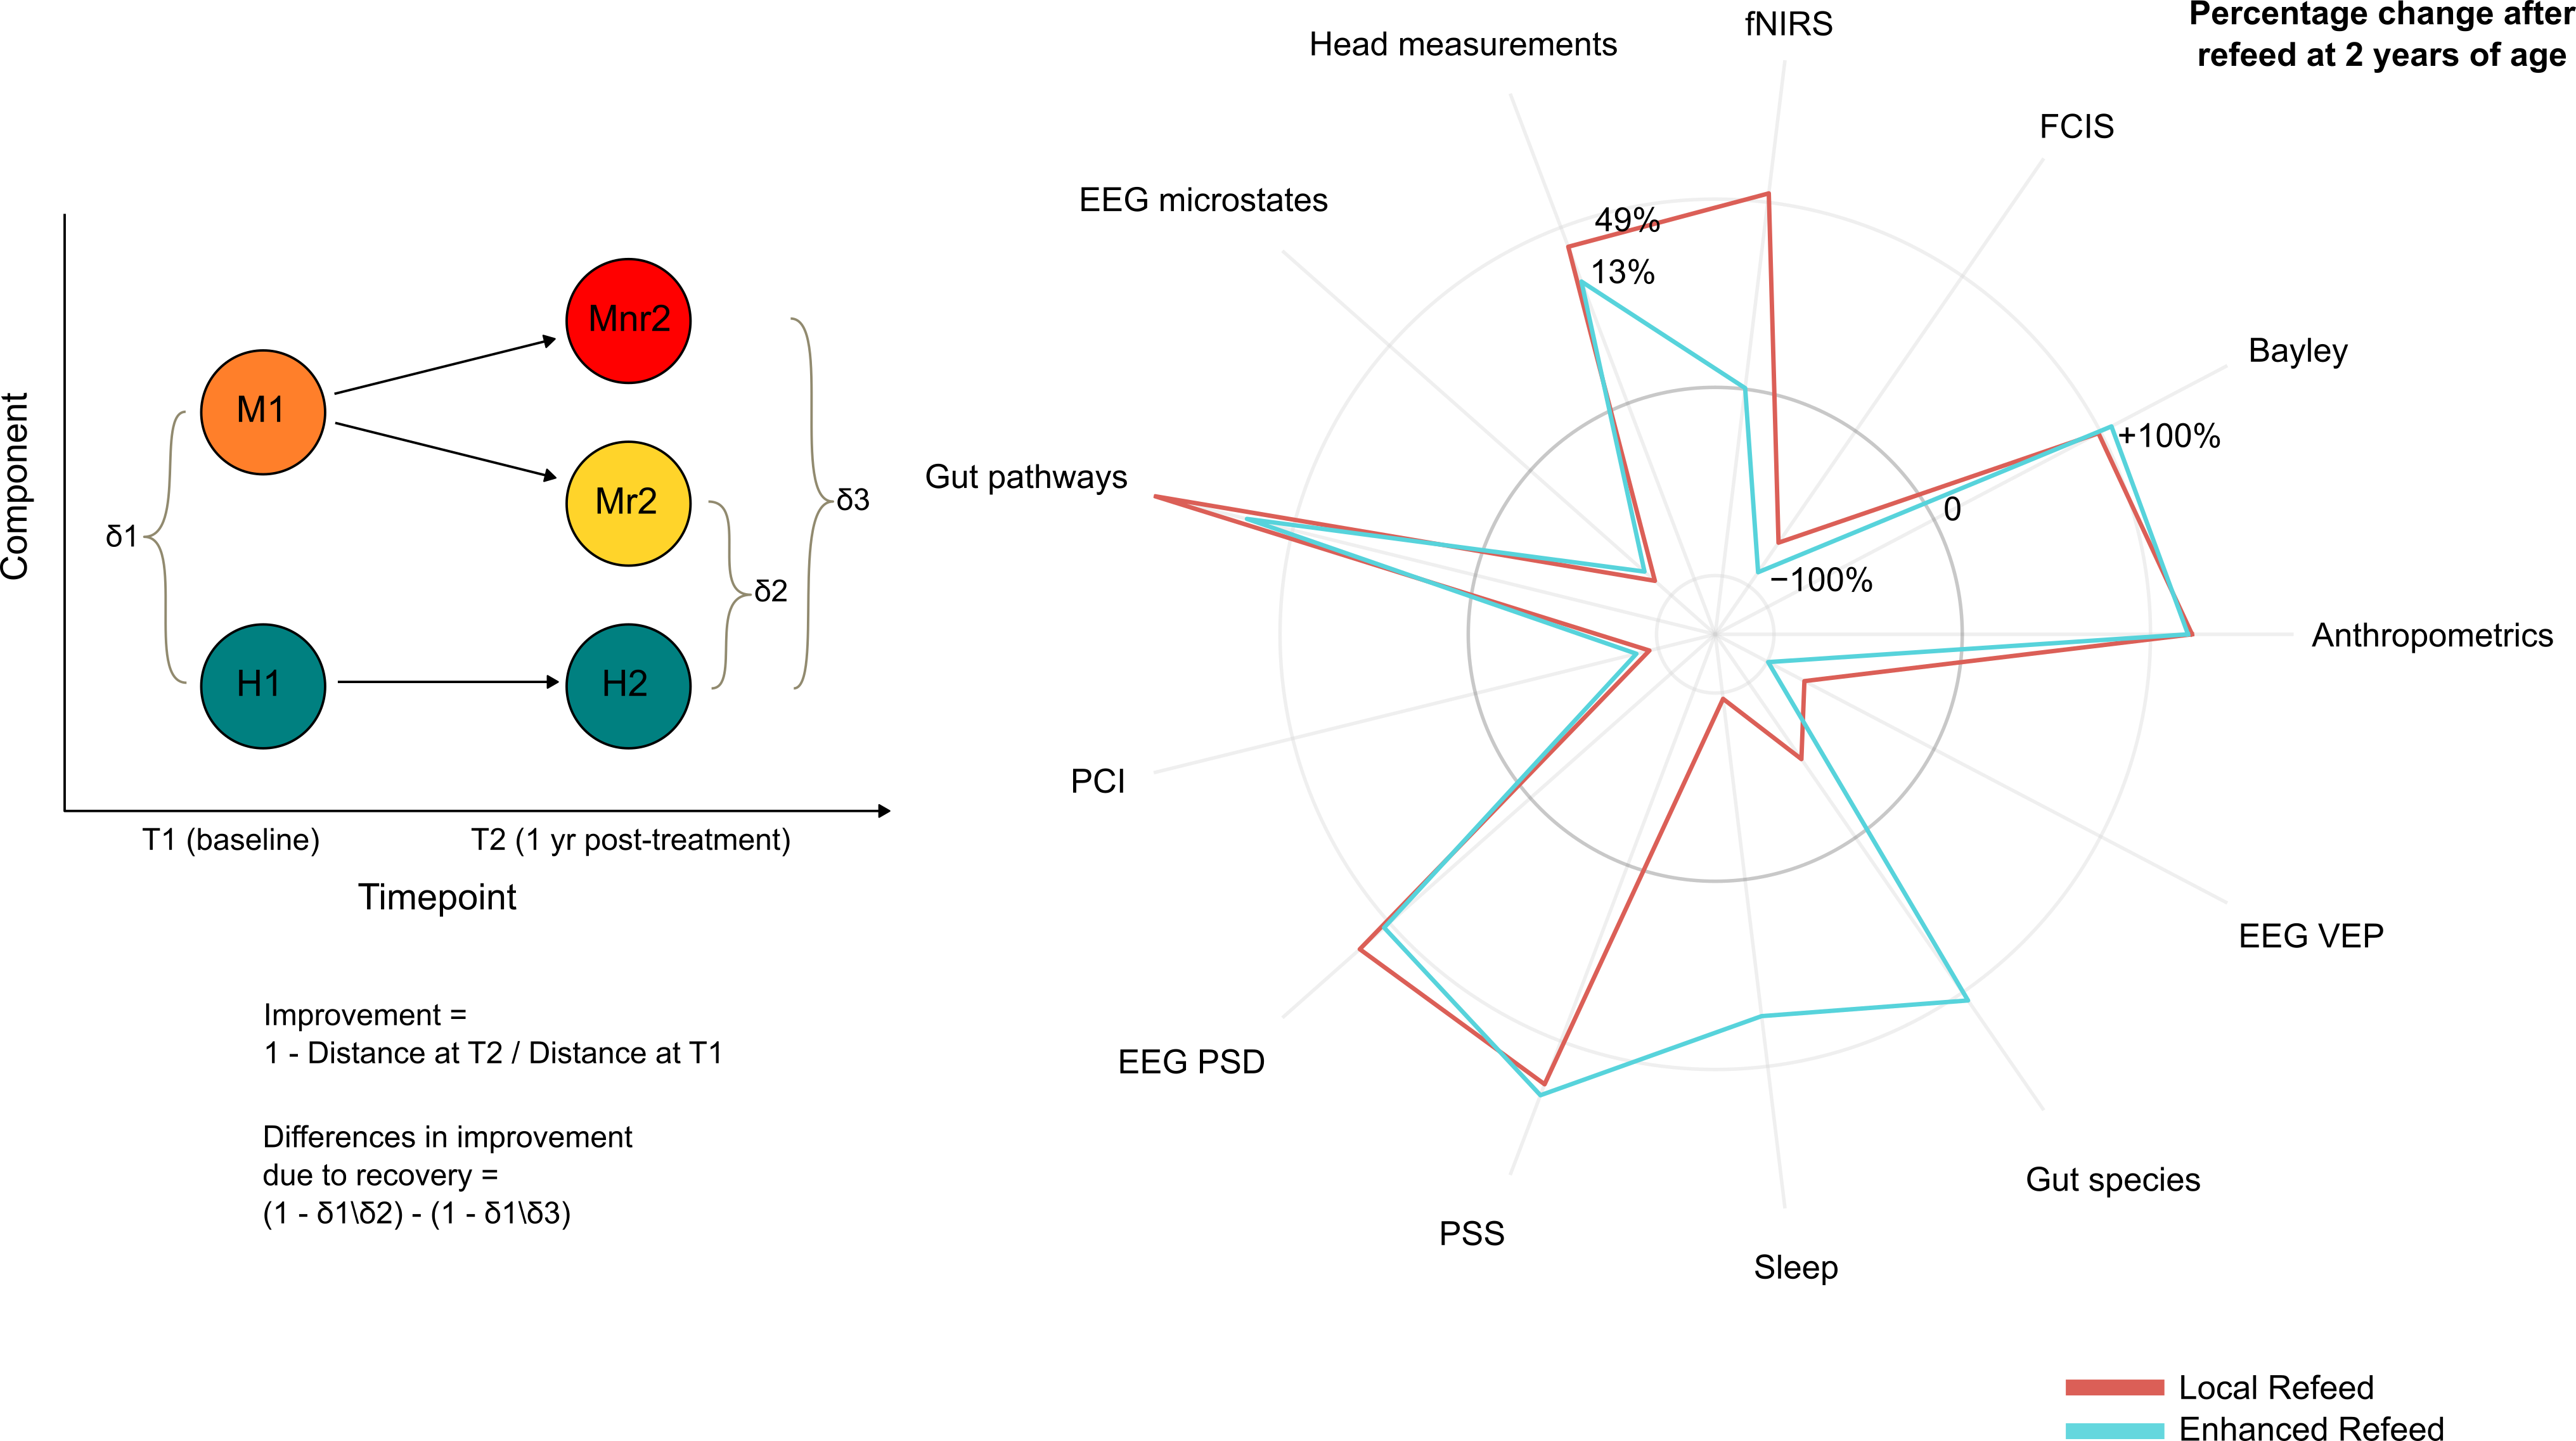 Percentage change after
refeed at 2 years of age
Component
M1
H1
Mnr2
Mr2
H2
δ1
δ2
δ3
T1 (baseline)
T2 (1 yr post-treatment)
Timepoint
Improvement =
1 - Distance at T2 / Distance at T1
Differences in improvement
due to recovery =
(1 - δ1\δ2) - (1 - δ1\δ3)
fNIRS
Head measurements
FCIS
EEG microstates
Bayley
Gut pathways
Anthropometrics
PCI
EEG VEP
EEG PSD
Gut species
PSS
Sleep
49%
13%
+100%
0
−100%
Local Refeed
Enhanced Refeed